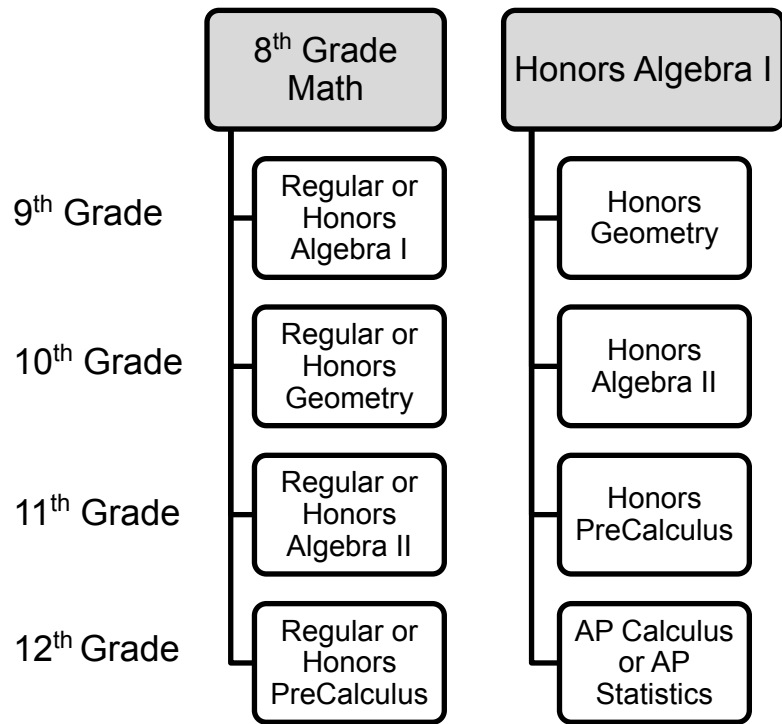 8th Grade
Math
Honors Algebra I
9th Grade
Regular or
Honors
Algebra I
Honors
Geometry
10th Grade
Regular or
Honors
Geometry
Honors
Algebra II
11th Grade
Regular or
Honors
Algebra II
Honors
PreCalculus
12th Grade
Regular or
Honors
PreCalculus
AP Calculus
or AP
Statistics